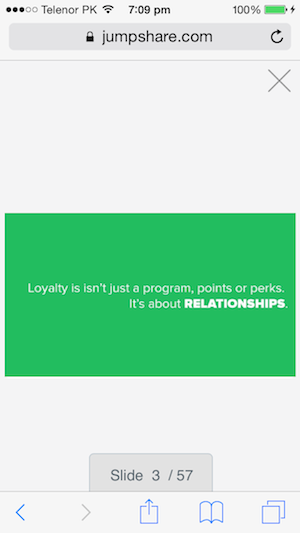 Telenor PK 7:09 pm 100%
jumpshare.com
Loyalty is isn't just a program, points or perks.
It's about RELATIONSHIPS.
Slide 3 / 57